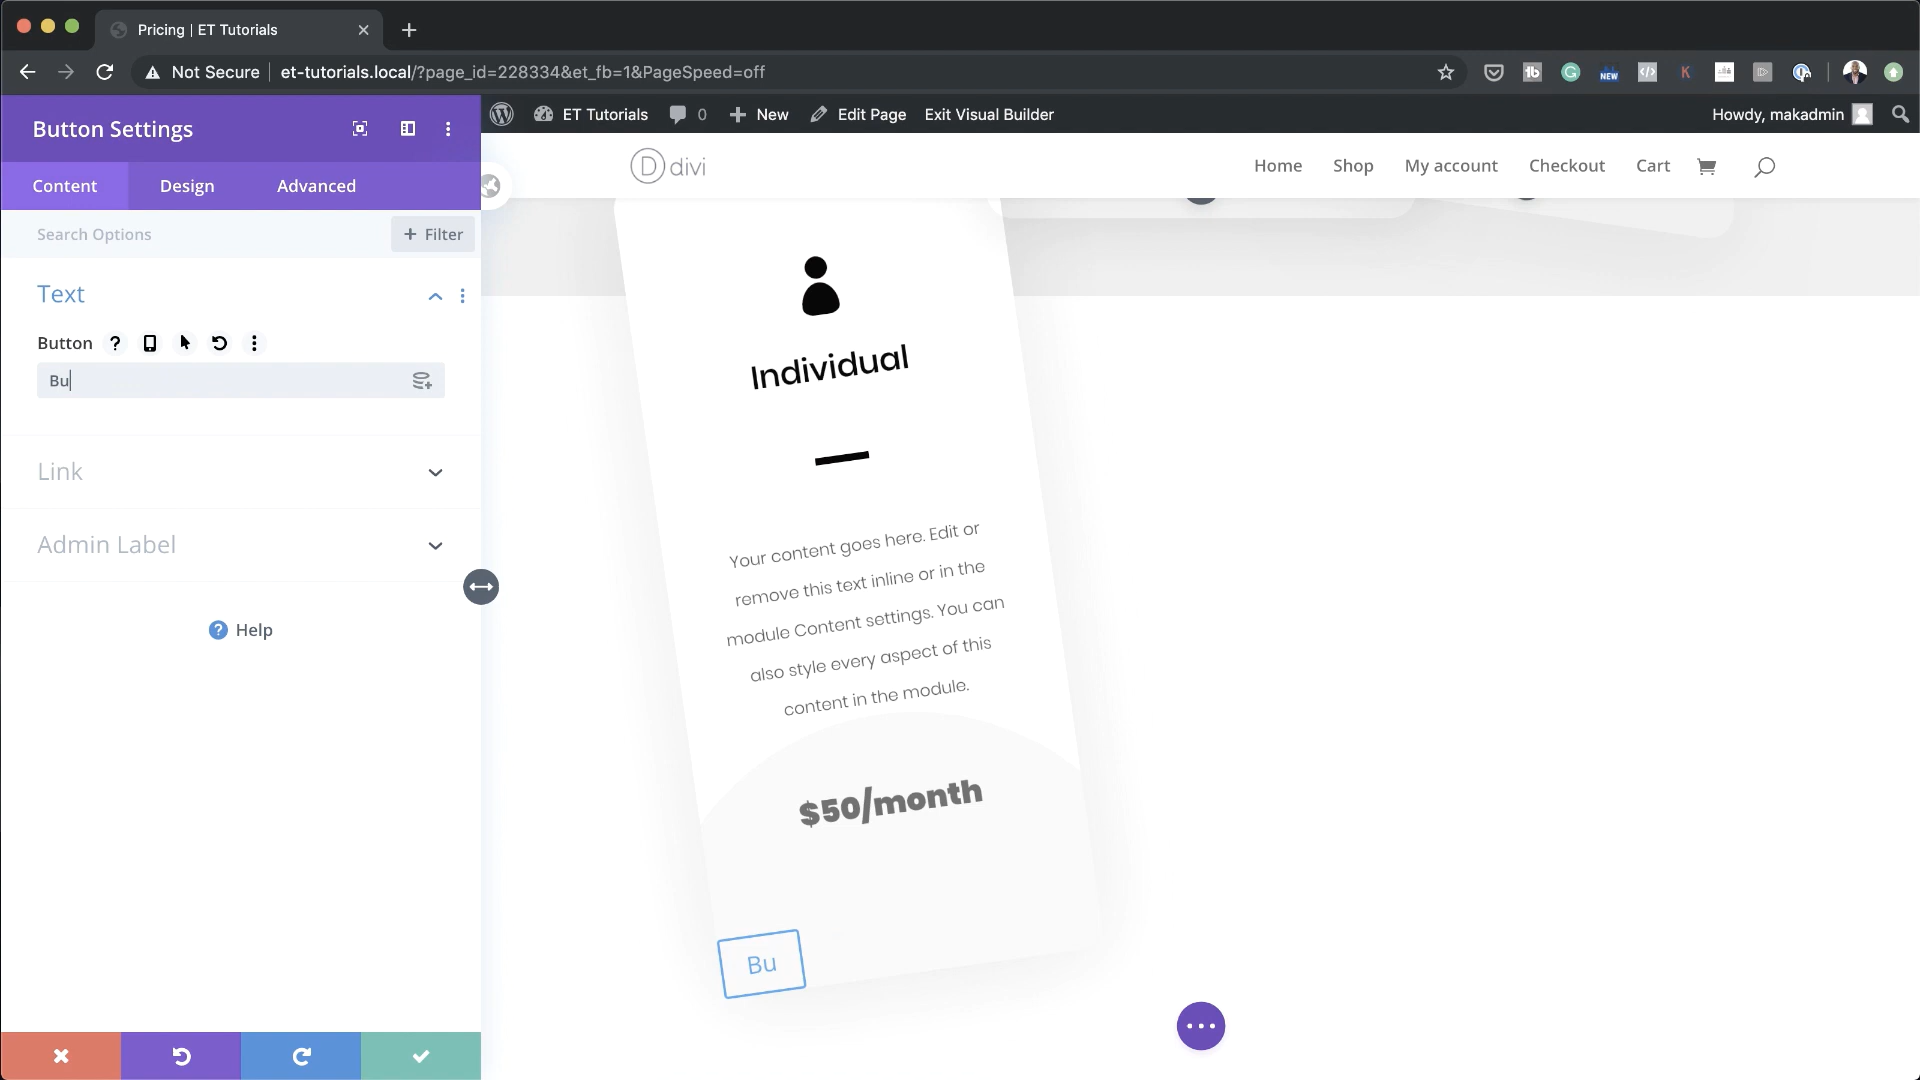 Pricing | ET Tutorials
Not Secure
et-tutorials.local/?page_id=228334&et_fb=1&PageSpeed=off
Button Settings
ET Tutorials 0 New Edit Page Exit Visual Builder Howdy, makadmin
Content Design Advanced
divi
Home Shop My account Checkout Cart
Search Options
+ Filter
Text
Button
Bu
Link
Admin Label
Help
Individual
Your content goes here. Edit or
remove this text inline or in the
module Content settings. You can
also style every aspect of this
content in the module.
$50/month
Bu